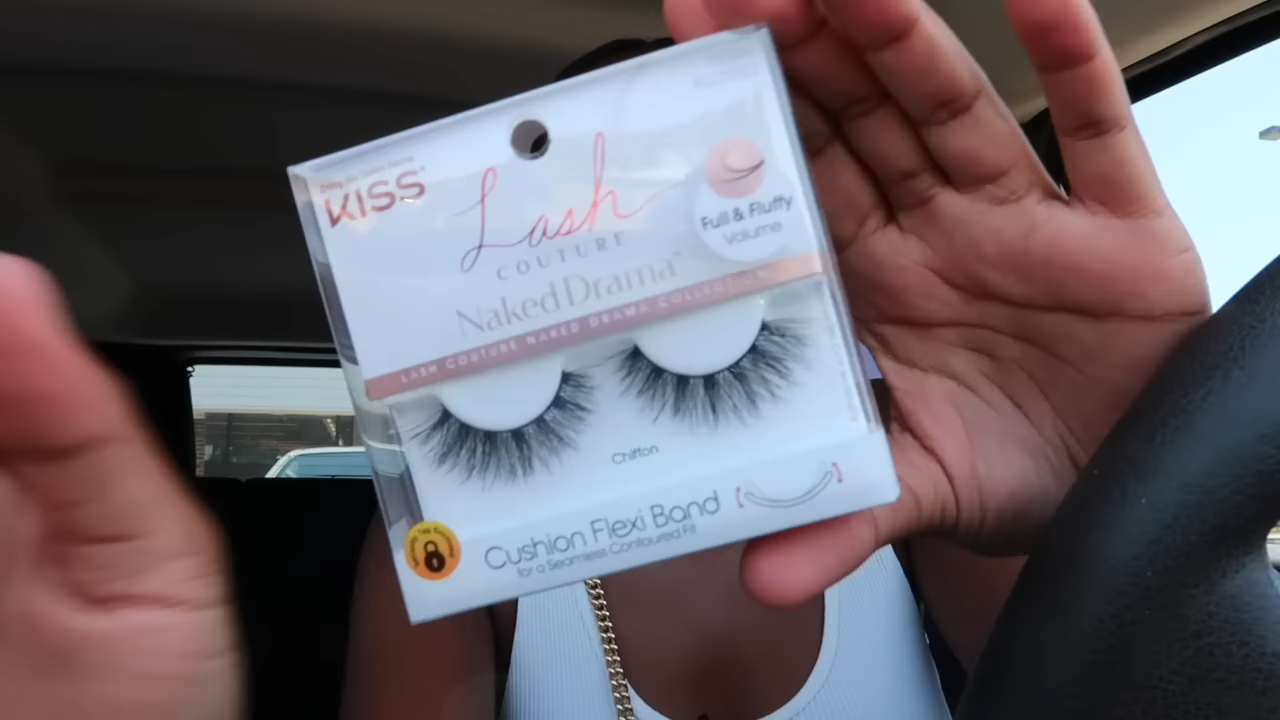 KISS
Lash
COUTURE
Naked Drama™
LASH COUTURE NAKED DRAMA COLLECTION
Full & Fluffy
Volume
Chiffon
Cushion Flexi Band
for a Seamless Contoured Fit